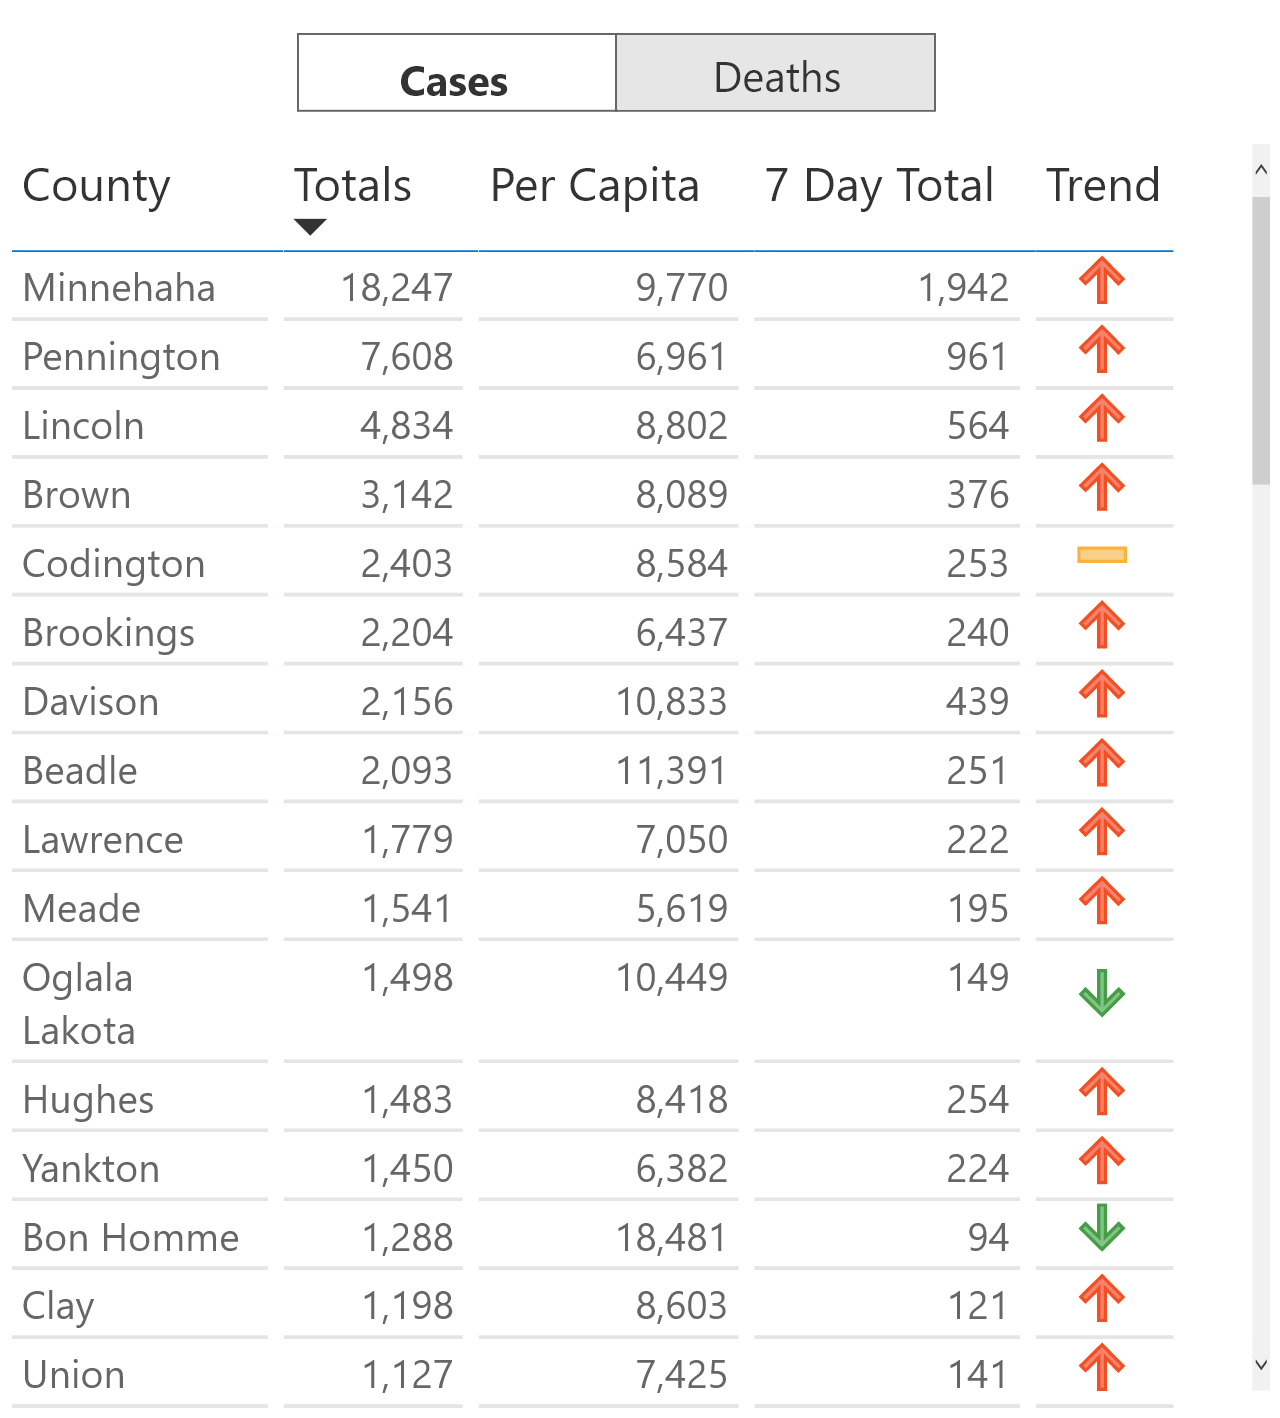 Cases Deaths
County Totals Per Capita 7 Day Total Trend
Minnehaha 18,247 9,770 1,942
Pennington 7,608 6,961 961
Lincoln 4,834 8,802 564
Brown 3,142 8,089 376
Codington 2,403 8,584 253
Brookings 2,204 6,437 240
Davison 2,156 10,833 439
Beadle 2,093 11,391 251
Lawrence 1,779 7,050 222
Meade 1,541 5,619 195
Oglala 1,498 10,449 149
Lakota
Hughes 1,483 8,418 254
Yankton 1,450 6,382 224
Bon Homme 1,288 18,481 94
Clay 1,198 8,603 121
Union 1,127 7,425 141